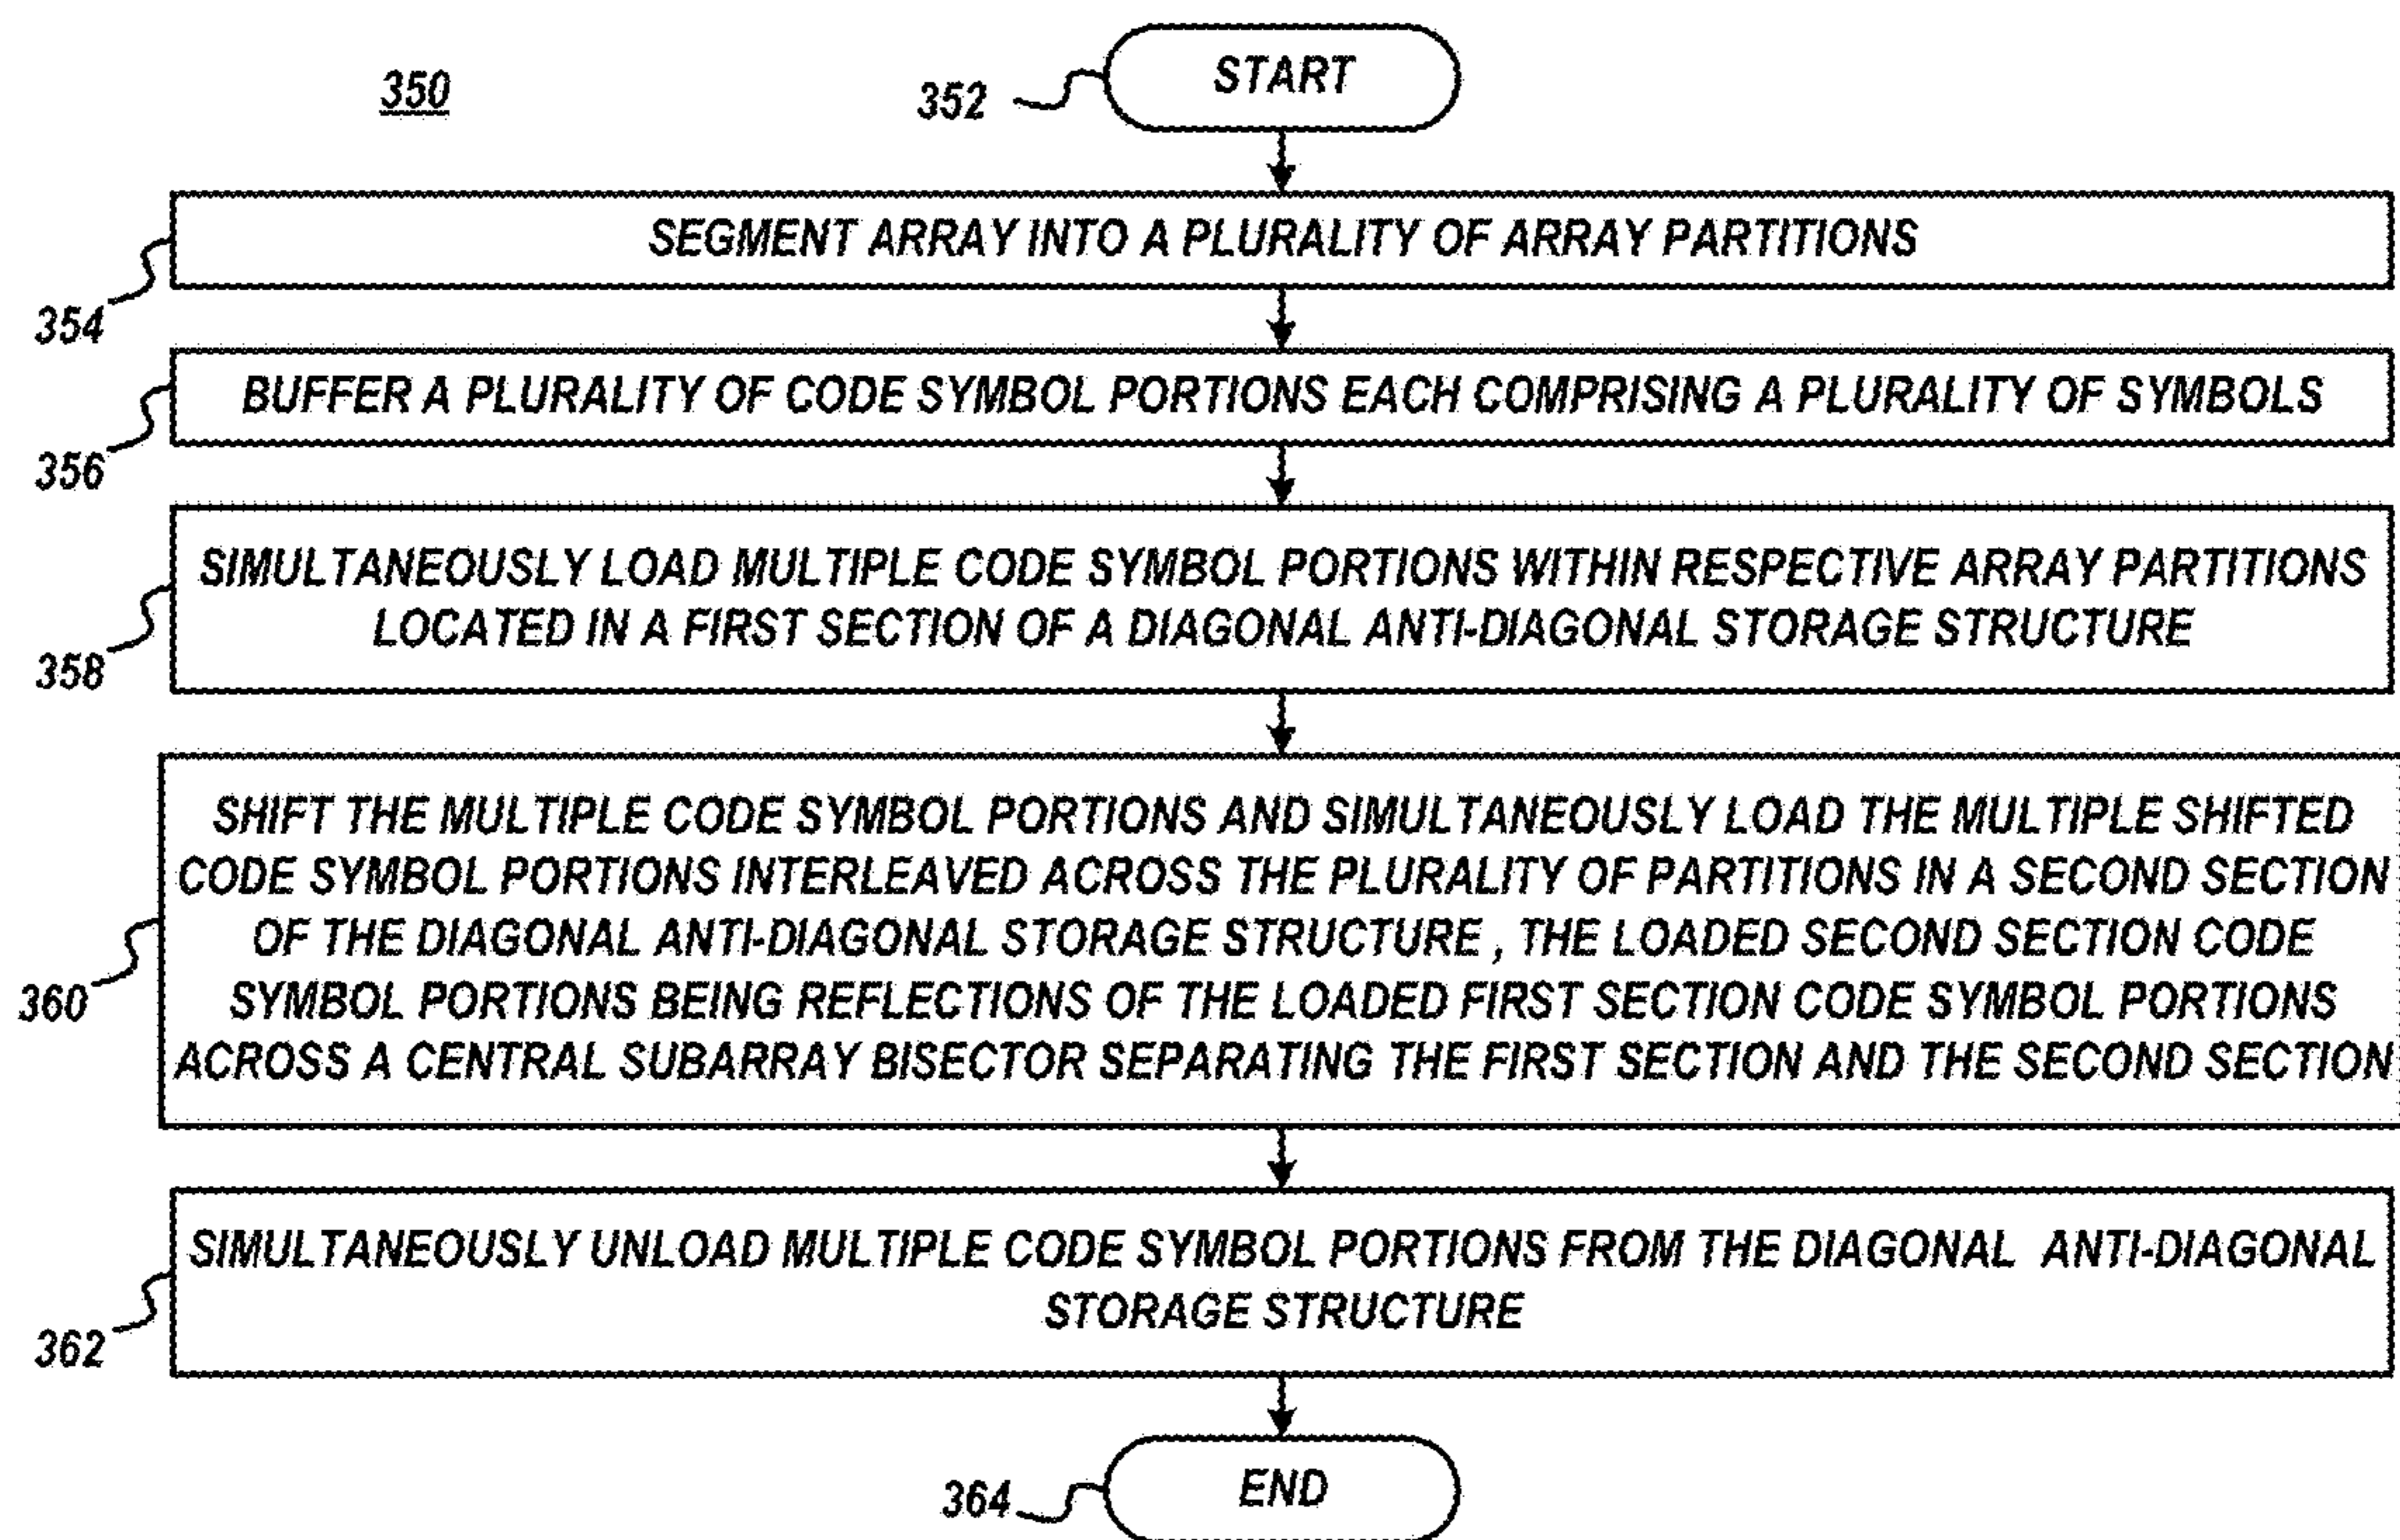 350
352
START
SEGMENT ARRAY INTO A PLURALITY OF ARRAY PARTITIONS
354
BUFFER A PLURALITY OF CODE SYMBOL PORTIONS EACH COMPRISING A PLURALITY OF SYMBOLS
356
SIMULTANEOUSLY LOAD MULTIPLE CODE SYMBOL PORTIONS WITHIN RESPECTIVE ARRAY PARTITIONS
LOCATED IN A FIRST SECTION OF A DIAGONAL ANTI-DIAGONAL STORAGE STRUCTURE
358
SHIFT THE MULTIPLE CODE SYMBOL PORTIONS AND SIMULTANEOUSLY LOAD THE MULTIPLE SHIFTED
CODE SYMBOL PORTIONS INTERLEAVED ACROSS THE PLURALITY OF PARTITIONS IN A SECOND SECTION
OF THE DIAGONAL ANTI-DIAGONAL STORAGE STRUCTURE , THE LOADED SECOND SECTION CODE
SYMBOL PORTIONS BEING REFLECTIONS OF THE LOADED FIRST SECTION CODE SYMBOL PORTIONS
ACROSS A CENTRAL SUBARRAY BISECTOR SEPARATING THE FIRST SECTION AND THE SECOND SECTION
360
SIMULTANEOUSLY UNLOAD MULTIPLE CODE SYMBOL PORTIONS FROM THE DIAGONAL ANTI-DIAGONAL
STORAGE STRUCTURE
362
364
END